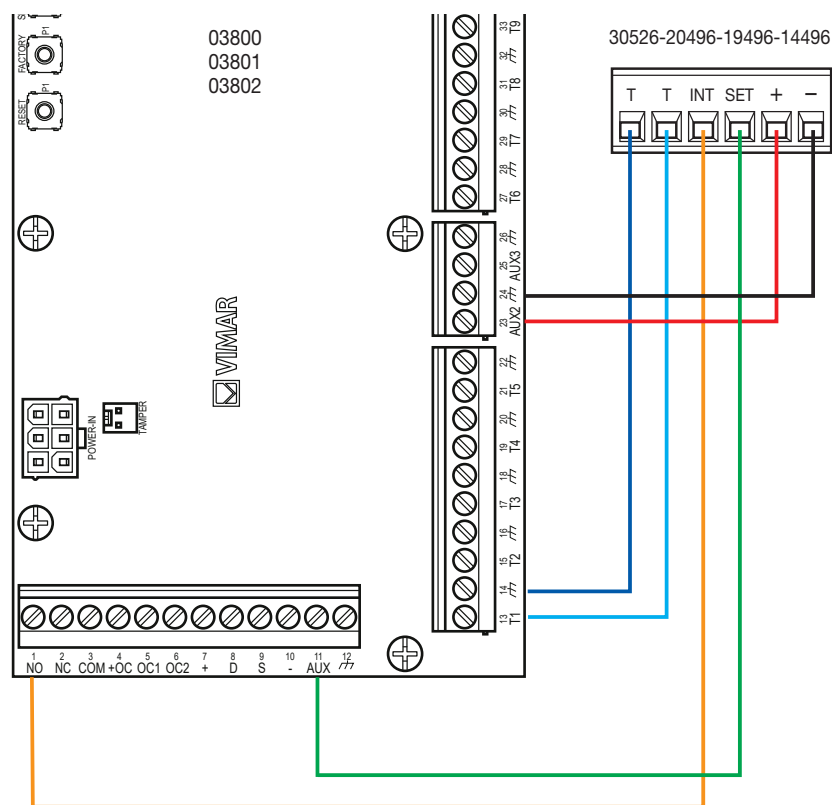 03800
03801
03802
30526-20496-19496-14496
T T INT SET + −
FACTORY
P1
RESET
P1
33 T9
32
31 T8
30
29 T7
28
27 T6
26
25 AUX3
24
23 AUX2
22
21 T5
20
19 T4
18
17 T3
16
15 T2
14
13 T1
VIMAR
POWER-IN
TAMPER
1 2 3 4 5 6 7 8 9 10 11 12
NO NC COM +OC OC1 OC2 + D S - AUX